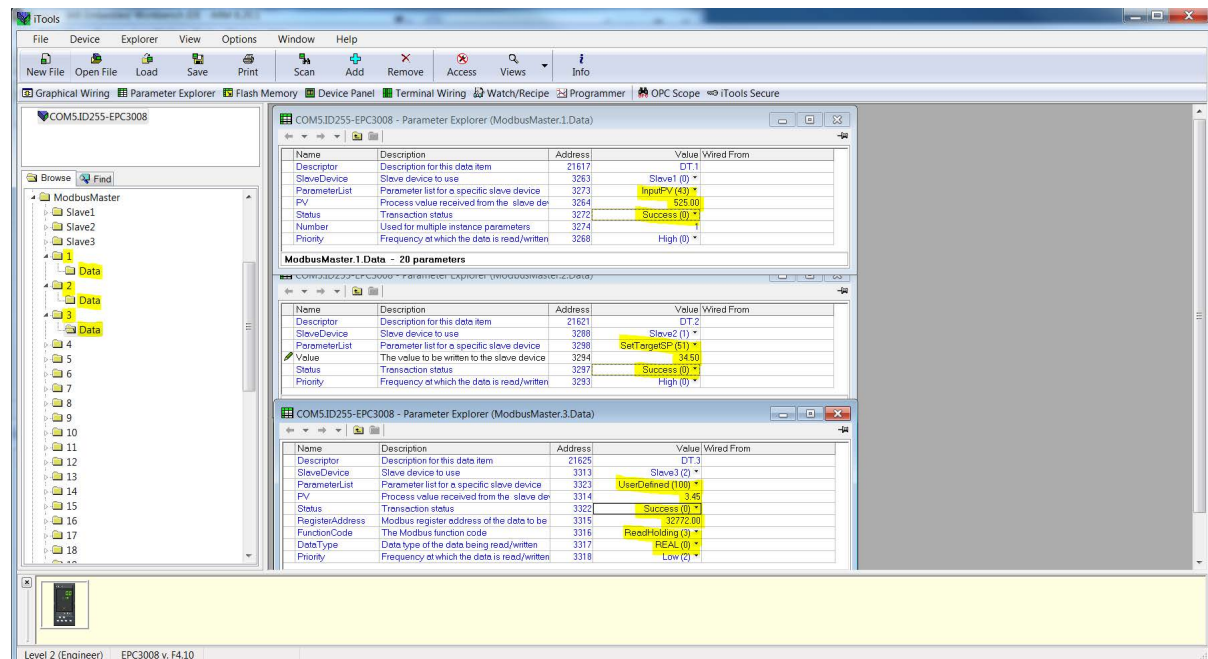 iTools
File Device Explorer View Options Window Help
New File Open File Load Save Print Scan Add Remove Access Views Info
Graphical Wiring Parameter Explorer Flash Memory Device Panel Terminal Wiring Watch/Recipe Programmer OPC Scope iTools Secure
COM5.ID255-EPC3008
Browse Find
ModbusMaster
Slave1
Slave2
Slave3
1
Data
2
Data
3
Data
4
5
6
7
8
9
10
11
12
13
14
15
16
17
18
COM5.ID255-EPC3008 - Parameter Explorer (ModbusMaster.1.Data)
Name Description Address Value Wired From
Descriptor Description for this data item 21617 DT.1
SlaveDevice Slave device to use 3263 Slave1 (0)
ParameterList Parameter list for a specific slave device 3273 InputPV (43)
PV Process value received from the slave dev 3264 525.00
Status Transaction status 3272 Success (0)
Number Used for multiple instance parameters 3274 1
Priority Frequency at which the data is read/written 3268 High (0)
ModbusMaster.1.Data - 20 parameters
COM5.ID255-EPC3008 - Parameter Explorer (ModbusMaster.2.Data)
Name Description Address Value Wired From
Descriptor Description for this data item 21621 DT.2
SlaveDevice Slave device to use 3288 Slave2 (1)
ParameterList Parameter list for a specific slave device 3298 SetTargetSP (51)
Value The value to be written to the slave device 3294 34.50
Status Transaction status 3297 Success (0)
Priority Frequency at which the data is read/written 3293 High (0)
COM5.ID255-EPC3008 - Parameter Explorer (ModbusMaster.3.Data)
Name Description Address Value Wired From
Descriptor Description for this data item 21625 DT.3
SlaveDevice Slave device to use 3313 Slave3 (2)
ParameterList Parameter list for a specific slave device 3323 UserDefined (100)
PV Process value received from the slave dev 3314 3.45
Status Transaction status 3322 Success (0)
RegisterAddress Modbus register address of the data to be 3315 32772.00
FunctionCode The Modbus function code 3316 ReadHolding (3)
DataType Data type of the data being read/written 3317 REAL (0)
Priority Frequency at which the data is read/written 3318 Low (2)
Level 2 (Engineer) EPC3008 v. F4.10